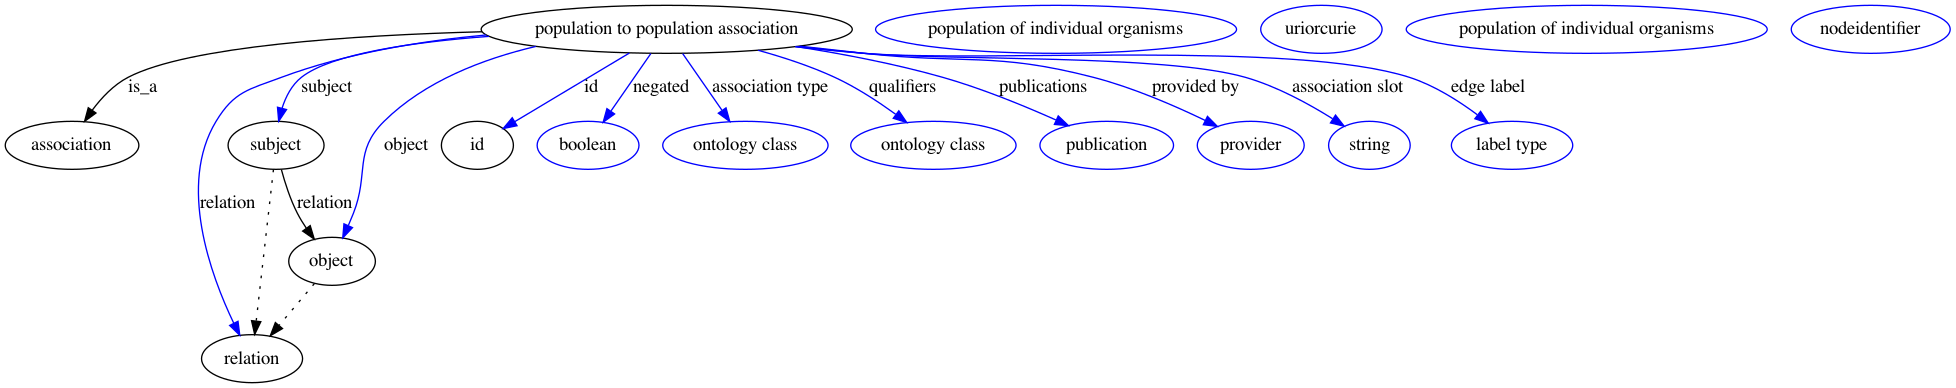 population to population association
population of individual organisms
uriorcurie
population of individual organisms
nodeidentifier
is_a
subject
id
negated
association type
qualifiers
publications
provided by
association slot
edge label
association
subject
object
id
boolean
ontology class
ontology class
publication
provider
string
label type
relation
relation
object
relation